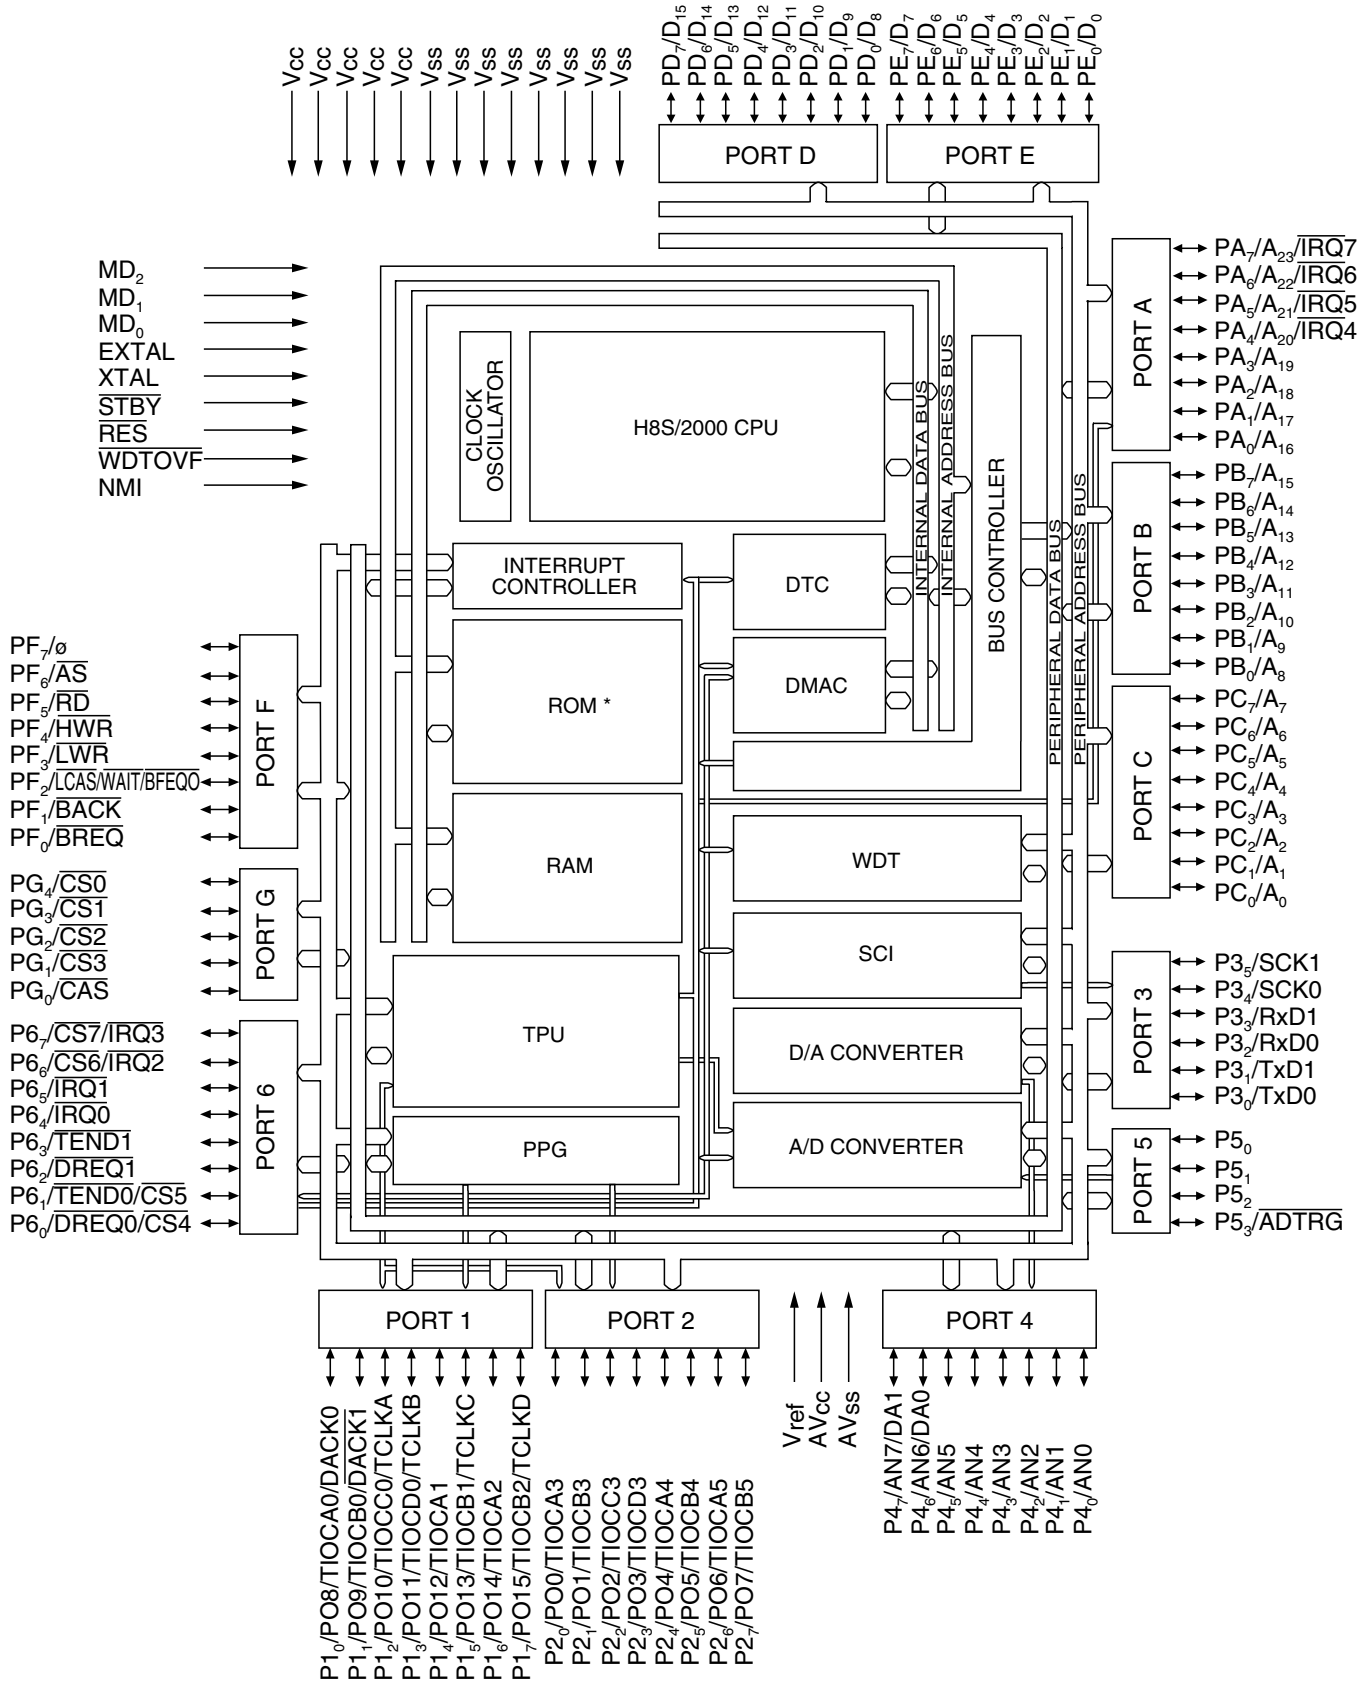 Vcc
Vcc
Vcc
Vcc
Vcc
Vss
Vss
Vss
Vss
Vss
Vss
Vss
Vss
PD₇/D₁₅
PD₆/D₁₄
PD₅/D₁₃
PD₄/D₁₂
PD₃/D₁₁
PD₂/D₁₀
PD₁/D₉
PD₀/D₈
PE₇/D₇
PE₆/D₆
PE₅/D₅
PE₄/D₄
PE₃/D₃
PE₂/D₂
PE₁/D₁
PE₀/D₀
PORT D
PORT E
MD₂
MD₁
MD₀
EXTAL
XTAL
STBY
RES
WDTOVF
NMI
CLOCK
OSCILLATOR
H8S/2000 CPU
INTERNAL DATA BUS
INTERNAL ADDRESS BUS
BUS CONTROLLER
PERIPHERAL DATA BUS
PERIPHERAL ADDRESS BUS
INTERRUPT
CONTROLLER
DTC
ROM *
DMAC
RAM
WDT
SCI
TPU
D/A CONVERTER
PPG
A/D CONVERTER
PORT A
PA₇/A₂₃/IRQ7
PA₆/A₂₂/IRQ6
PA₅/A₂₁/IRQ5
PA₄/A₂₀/IRQ4
PA₃/A₁₉
PA₂/A₁₈
PA₁/A₁₇
PA₀/A₁₆
PORT B
PB₇/A₁₅
PB₆/A₁₄
PB₅/A₁₃
PB₄/A₁₂
PB₃/A₁₁
PB₂/A₁₀
PB₁/A₉
PB₀/A₈
PORT C
PC₇/A₇
PC₆/A₆
PC₅/A₅
PC₄/A₄
PC₃/A₃
PC₂/A₂
PC₁/A₁
PC₀/A₀
PORT 3
P3₅/SCK1
P3₄/SCK0
P3₃/RxD1
P3₂/RxD0
P3₁/TxD1
P3₀/TxD0
PORT 5
P5₀
P5₁
P5₂
P5₃/ADTRG
PF₇/ø
PF₆/AS
PF₅/RD
PF₄/HWR
PF₃/LWR
PF₂/LCAS/WAIT/BFEQO
PF₁/BACK
PF₀/BREQ
PORT F
PG₄/CS0
PG₃/CS1
PG₂/CS2
PG₁/CS3
PG₀/CAS
PORT G
P6₇/CS7/IRQ3
P6₆/CS6/IRQ2
P6₅/IRQ1
P6₄/IRQ0
P6₃/TEND1
P6₂/DREQ1
P6₁/TEND0/CS5
P6₀/DREQ0/CS4
PORT 6
PORT 1
PORT 2
PORT 4
P1₀/PO8/TIOCA0/DACK0
P1₁/PO9/TIOCB0/DACK1
P1₂/PO10/TIOCC0/TCLKA
P1₃/PO11/TIOCD0/TCLKB
P1₄/PO12/TIOCA1
P1₅/PO13/TIOCB1/TCLKC
P1₆/PO14/TIOCA2
P1₇/PO15/TIOCB2/TCLKD
P2₀/PO0/TIOCA3
P2₁/PO1/TIOCB3
P2₂/PO2/TIOCC3
P2₃/PO3/TIOCD3
P2₄/PO4/TIOCA4
P2₅/PO5/TIOCB4
P2₆/PO6/TIOCA5
P2₇/PO7/TIOCB5
Vref
AVcc
AVss
P4₇/AN7/DA1
P4₆/AN6/DA0
P4₅/AN5
P4₄/AN4
P4₃/AN3
P4₂/AN2
P4₁/AN1
P4₀/AN0